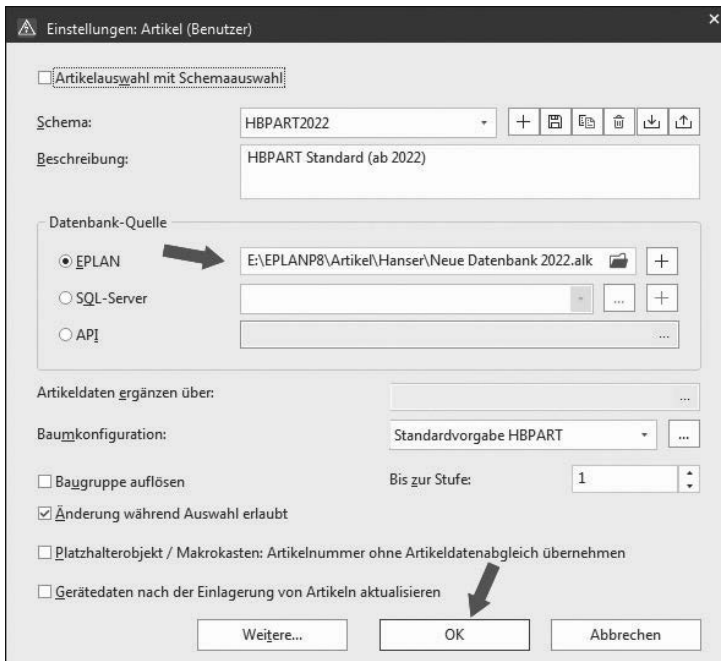 Einstellungen: Artikel (Benutzer)
Artikelauswahl mit Schemaauswahl
Schema: HBPART2022
Beschreibung: HBPART Standard (ab 2022)
Datenbank-Quelle
EPLAN E:\EPLANP8\Artikel\Hanser\Neue Datenbank 2022.alk
SQL-Server ...
API ...
Artikeldaten ergänzen über: ...
Baumkonfiguration: Standardvorgabe HBPART ...
Baugruppe auflösen Bis zur Stufe: 1
Änderung während Auswahl erlaubt
Platzhalterobjekt / Makrokasten: Artikelnummer ohne Artikeldatenabgleich übernehmen
Gerätedaten nach der Einlagerung von Artikeln aktualisieren
Weitere... OK Abbrechen